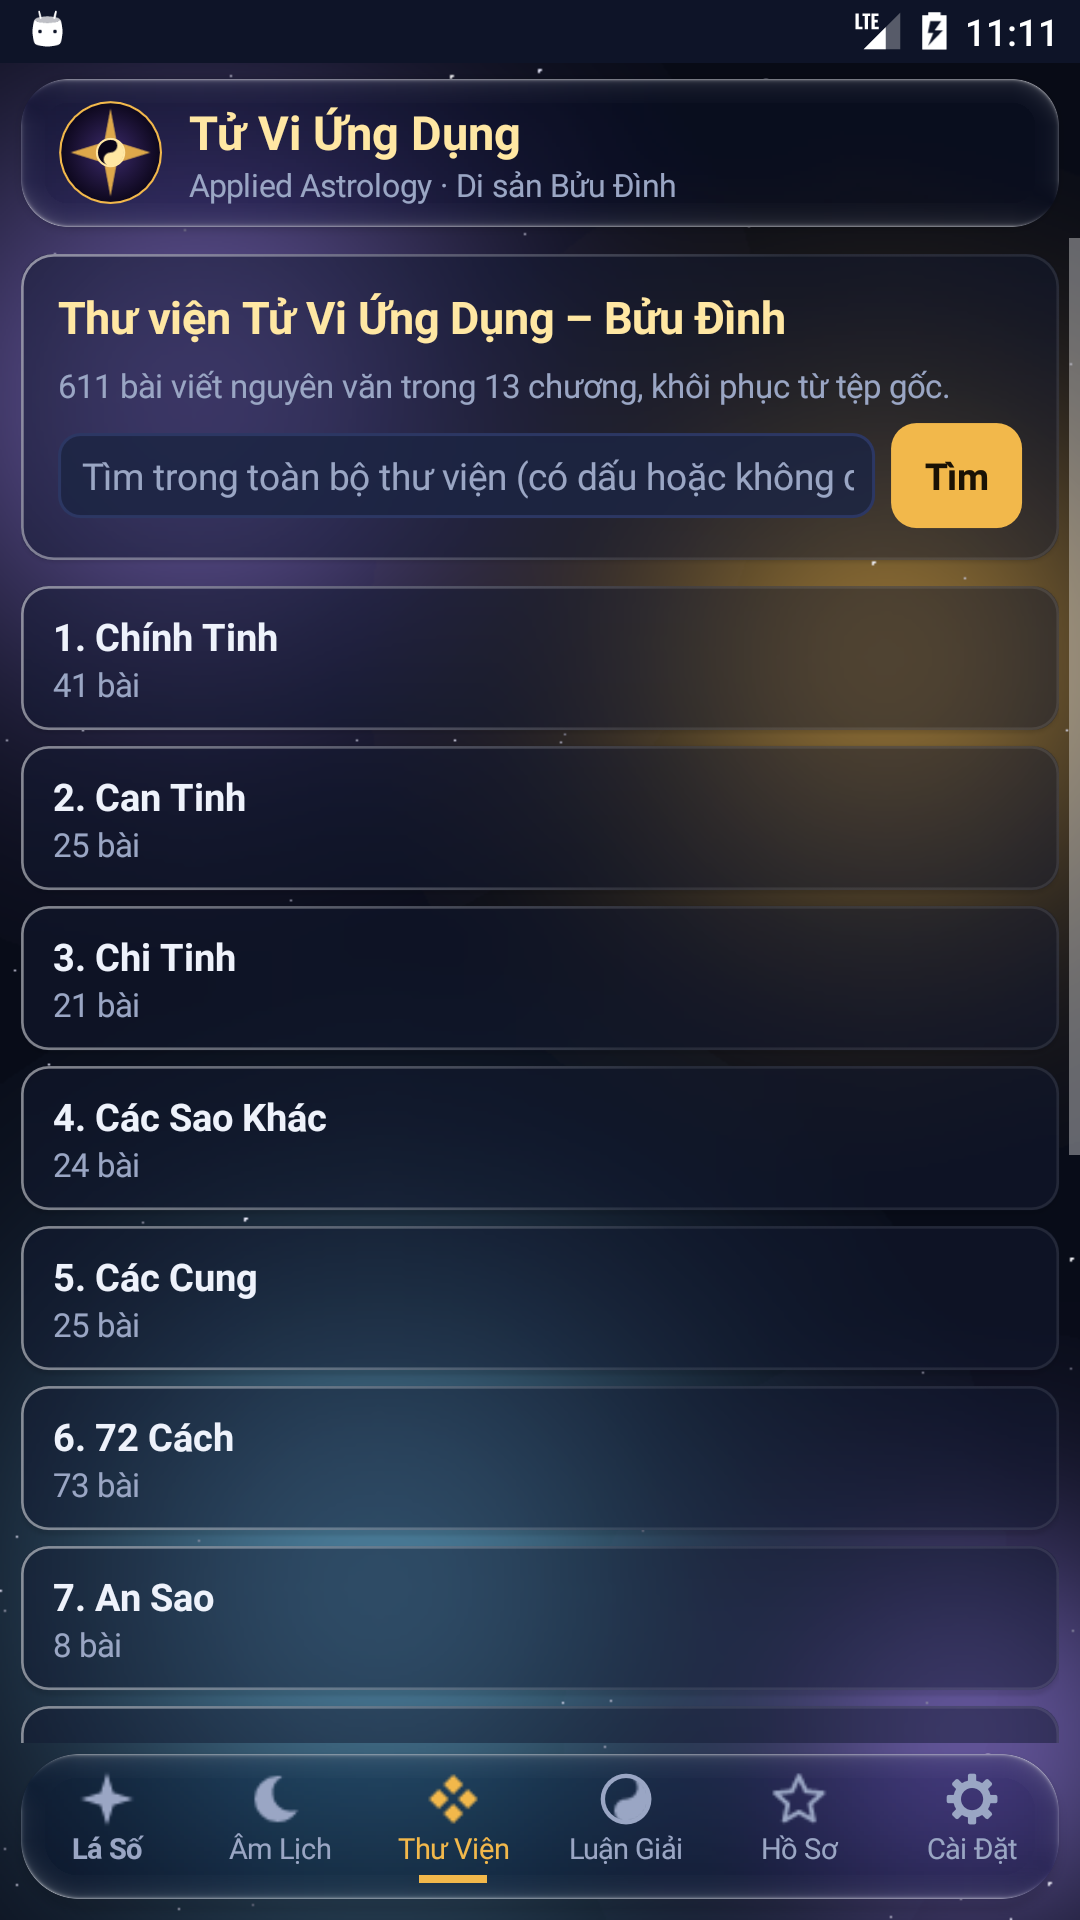 LTE 11:11
Tử Vi Ứng Dụng
Applied Astrology · Di sản Bửu Đình
Thư viện Tử Vi Ứng Dụng – Bửu Đình
611 bài viết nguyên văn trong 13 chương, khôi phục từ tệp gốc.
Tìm trong toàn bộ thư viện (có dấu hoặc không
Tìm
1. Chính Tinh
41 bài
2. Can Tinh
25 bài
3. Chi Tinh
21 bài
4. Các Sao Khác
24 bài
5. Các Cung
25 bài
6. 72 Cách
73 bài
7. An Sao
8 bài
Lá Số Âm Lịch Thư Viện Luận Giải Hồ Sơ Cài Đặt